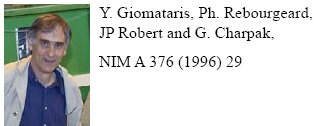 Y. Giomataris, Ph. Rebourgeard,
JP Robert and G. Charpak,
NIM A 376 (1996) 29